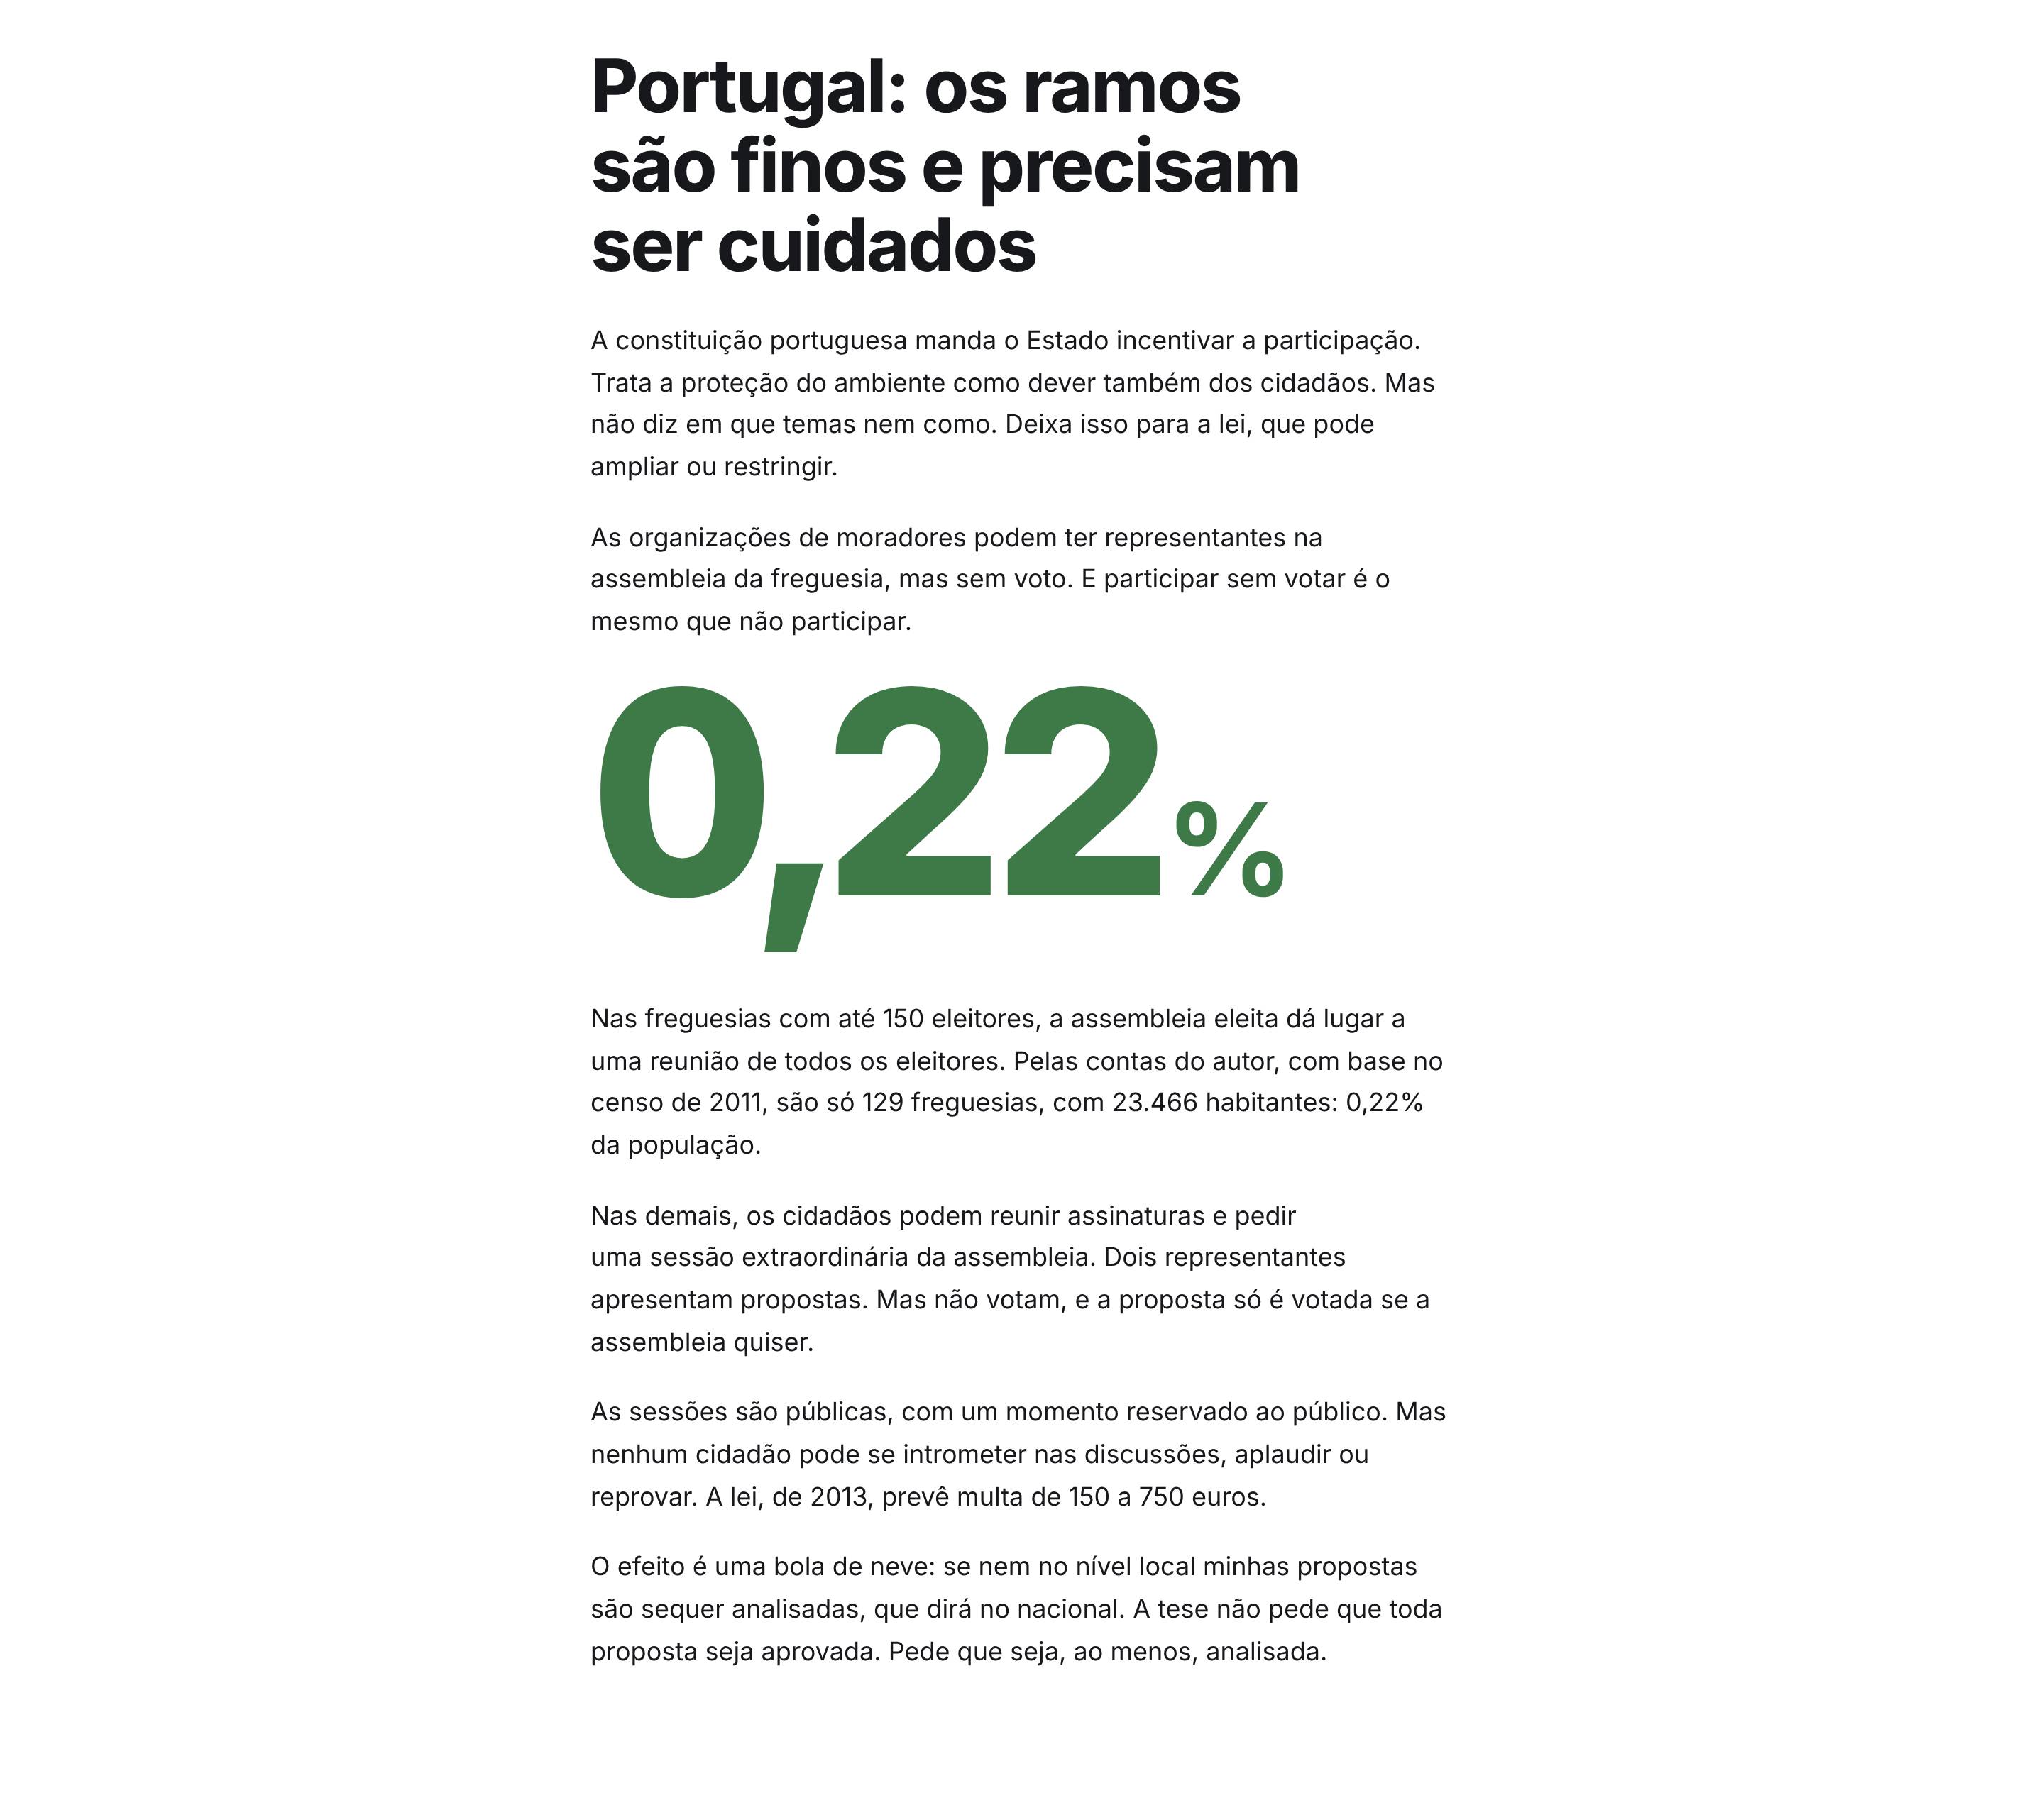 Portugal: os ramos
são finos e precisam
ser cuidados
A constituição portuguesa manda o Estado incentivar a participação.
Trata a proteção do ambiente como dever também dos cidadãos. Mas
não diz em que temas nem como. Deixa isso para a lei, que pode
ampliar ou restringir.
As organizações de moradores podem ter representantes na
assembleia da freguesia, mas sem voto. E participar sem votar é o
mesmo que não participar.
0,22%
Nas freguesias com até 150 eleitores, a assembleia eleita dá lugar a
uma reunião de todos os eleitores. Pelas contas do autor, com base no
censo de 2011, são só 129 freguesias, com 23.466 habitantes: 0,22%
da população.
Nas demais, os cidadãos podem reunir assinaturas e pedir
uma sessão extraordinária da assembleia. Dois representantes
apresentam propostas. Mas não votam, e a proposta só é votada se a
assembleia quiser.
As sessões são públicas, com um momento reservado ao público. Mas
nenhum cidadão pode se intrometer nas discussões, aplaudir ou
reprovar. A lei, de 2013, prevê multa de 150 a 750 euros.
O efeito é uma bola de neve: se nem no nível local minhas propostas
são sequer analisadas, que dirá no nacional. A tese não pede que toda
proposta seja aprovada. Pede que seja, ao menos, analisada.